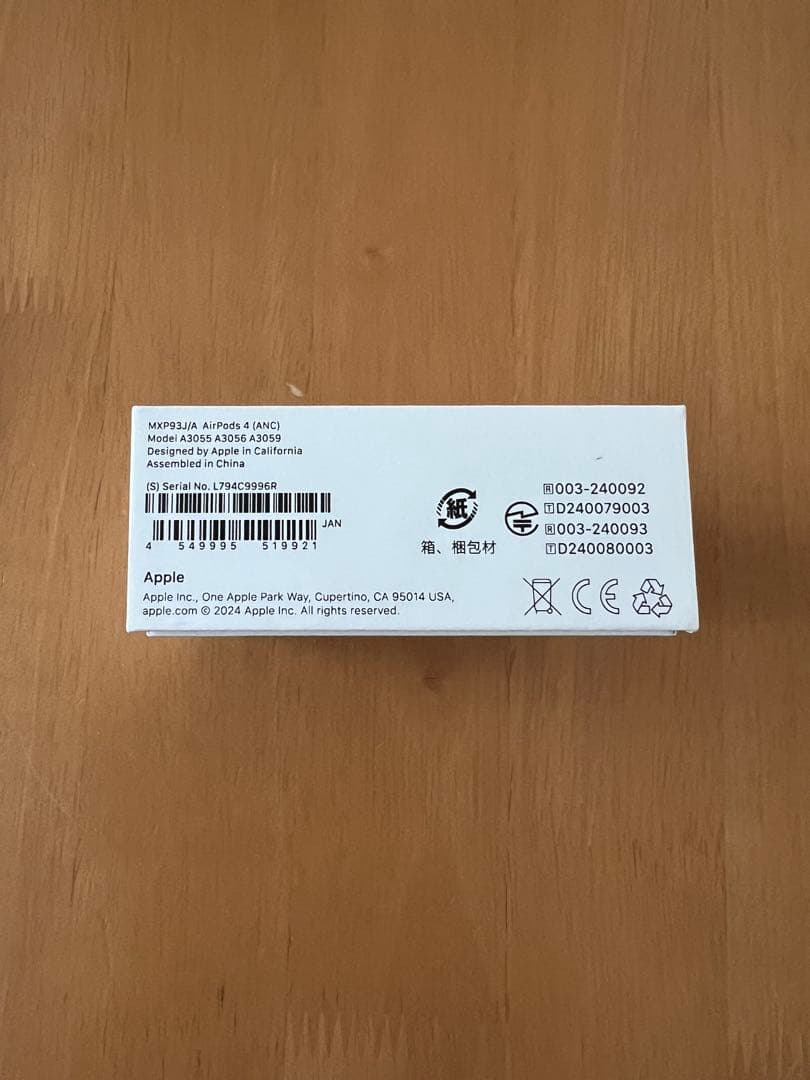 MXP93J/A AirPods 4 (ANC)
Model A3055 A3056 A3059
Designed by Apple in California
Assembled in China
(S) Serial No. L794C9996R
JAN
4 549995 519921
Apple
Apple Inc., One Apple Park Way, Cupertino, CA 95014 USA,
apple.com © 2024 Apple Inc. All rights reserved.
紙
箱、梱包材
R 003-240092
T D240079003
R 003-240093
T D240080003
CE